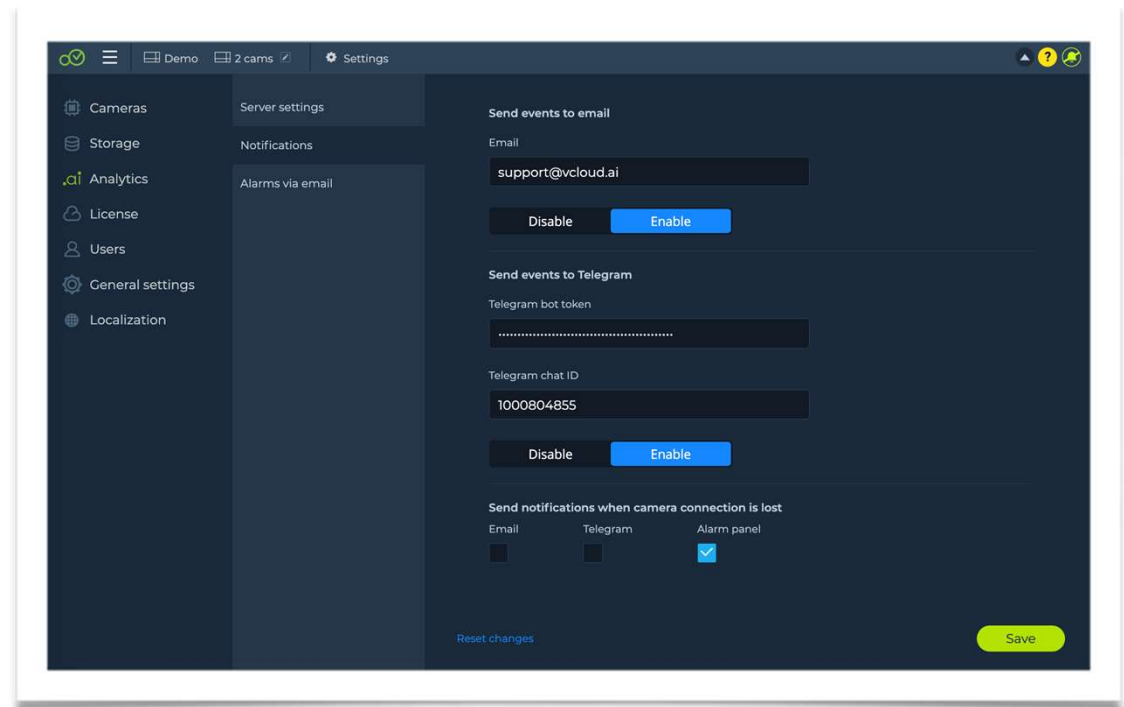 Demo 2 cams Settings ?
Cameras
Storage
.ai Analytics
License
Users
General settings
Localization
Server settings
Notifications
Alarms via email
Send events to email
Email
support@vcloud.ai
Disable Enable
Send events to Telegram
Telegram bot token
Telegram chat ID
1000804855
Disable Enable
Send notifications when camera connection is lost
Email Telegram Alarm panel
Reset changes Save